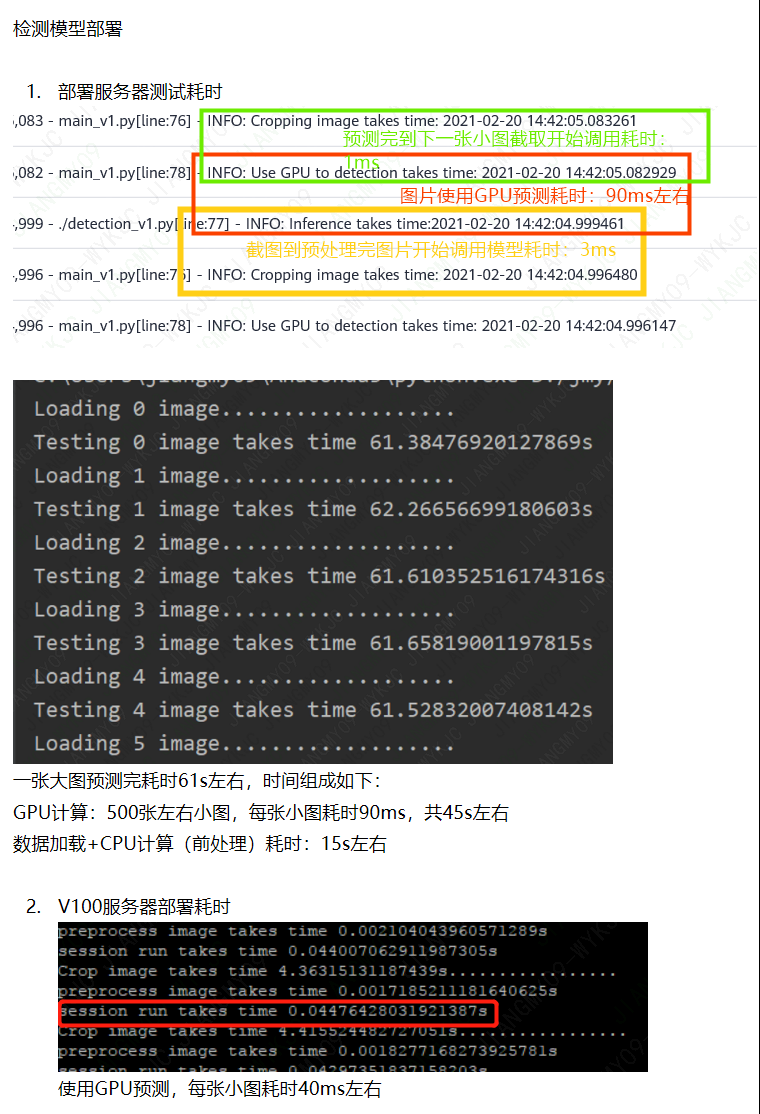 检测模型部署
1. 部署服务器测试耗时
,083 - main_v1.py[line:76] - INFO: Cropping image takes time: 2021-02-20 14:42:05.083261
预测完到下一张小图截取开始调用耗时：
1ms
,082 - main_v1.py[line:78] - INFO: Use GPU to detection takes time: 2021-02-20 14:42:05.082929
图片使用GPU预测耗时：90ms左右
,999 - ./detection_v1.py[line:77] - INFO: Inference takes time:2021-02-20 14:42:04.999461
截图到预处理完图片开始调用模型耗时：3ms
,996 - main_v1.py[line:76] - INFO: Cropping image takes time: 2021-02-20 14:42:04.996480
,996 - main_v1.py[line:78] - INFO: Use GPU to detection takes time: 2021-02-20 14:42:04.996147
Loading 0 image...................
Testing 0 image takes time 61.38476920127869s
Loading 1 image...................
Testing 1 image takes time 62.26656699180603s
Loading 2 image...................
Testing 2 image takes time 61.610352516174316s
Loading 3 image...................
Testing 3 image takes time 61.65819001197815s
Loading 4 image...................
Testing 4 image takes time 61.52832007408142s
Loading 5 image...................
一张大图预测完耗时61s左右，时间组成如下：
GPU计算：500张左右小图，每张小图耗时90ms，共45s左右
数据加载+CPU计算（前处理）耗时：15s左右
2. V100服务器部署耗时
preprocess image takes time 0.002104043960571289s
session run takes time 0.044007062911987305s
Crop image takes time 4.36315131187439s.................
preprocess image takes time 0.0017185211181640625s
session run takes time 0.04476428031921387s
Crop image takes time 4.415524482727051s.................
preprocess image takes time 0.0018277168273925781s
session run takes time 0.04297351837158203s
使用GPU预测，每张小图耗时40ms左右